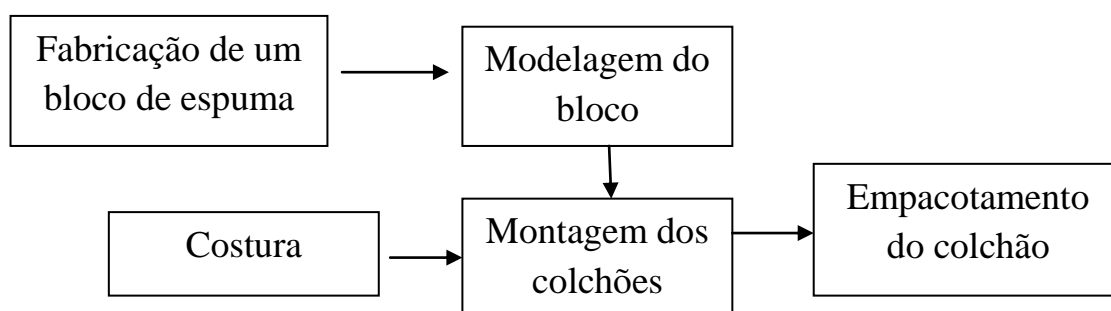 Fabricação de um
bloco de espuma
Modelagem do
bloco
Costura
Montagem dos
colchões
Empacotamento
do colchão